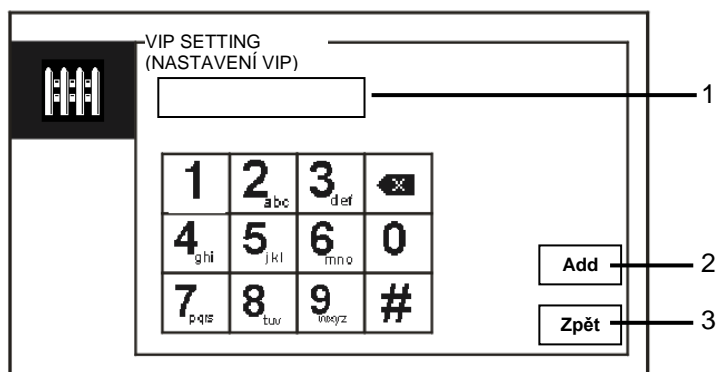 VIP SETTING
(NASTAVENÍ VIP)
1
1 2abc 3def X
4ghi 5jkl 6mno 0
7pqrs 8tuv 9wxyz #
Add 2
Zpět 3